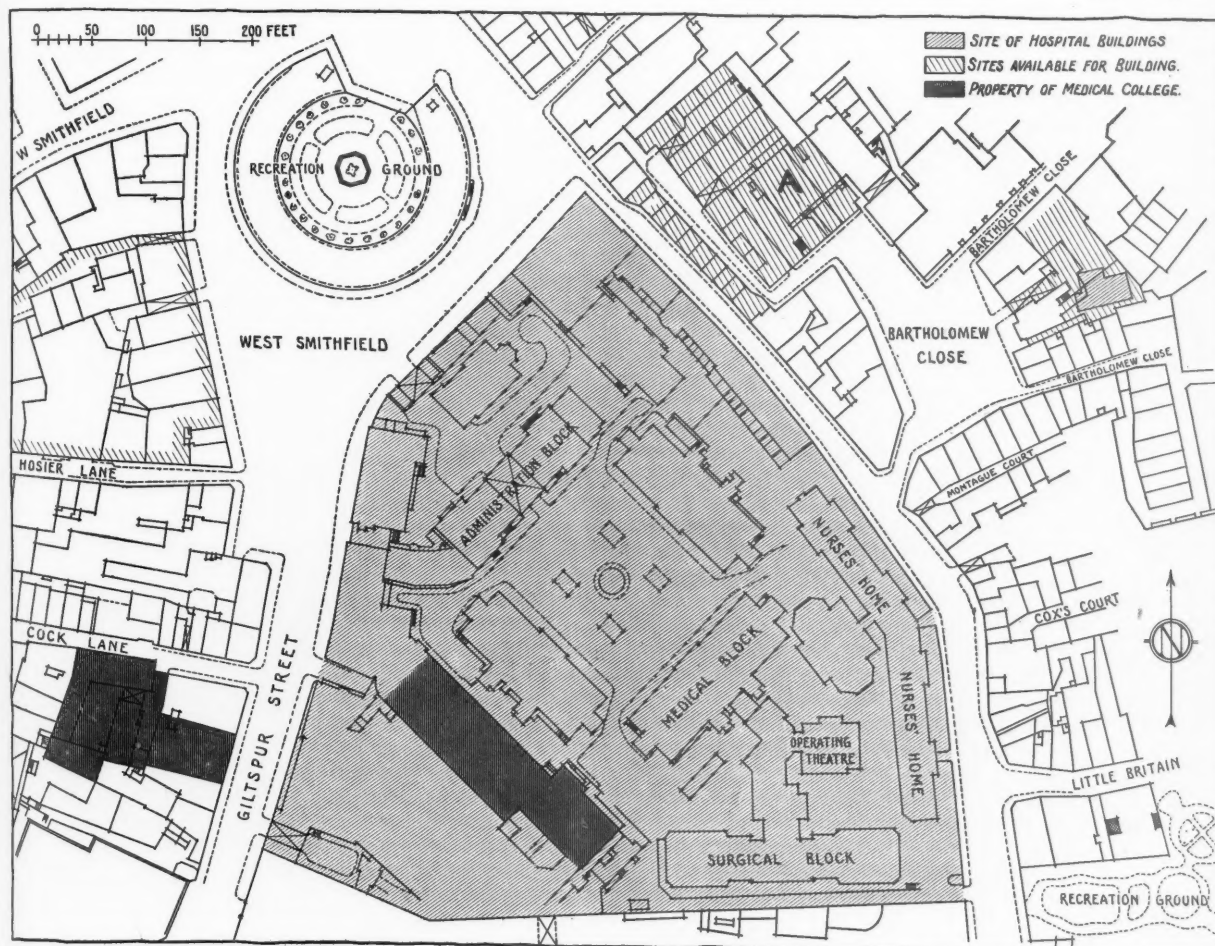 0 50 100 150 200 FEET
SITE OF HOSPITAL BUILDINGS
SITES AVAILABLE FOR BUILDING.
PROPERTY OF MEDICAL COLLEGE.
W SMITHFIELD
RECREATION GROUND
A
BARTHOLOMEW CLOSE
WEST SMITHFIELD
BARTHOLOMEW
CLOSE
BARTHOLOMEW CLOSE
HOSIER LANE
ADMINISTRATION BLOCK
MONTAGUE COURT
NURSES' HOME
COCK LANE
COX'S COURT
GILTSPUR STREET
MEDICAL BLOCK
NURSES' HOME
OPERATING
THEATRE
LITTLE BRITAIN
SURGICAL BLOCK
RECREATION GROUND